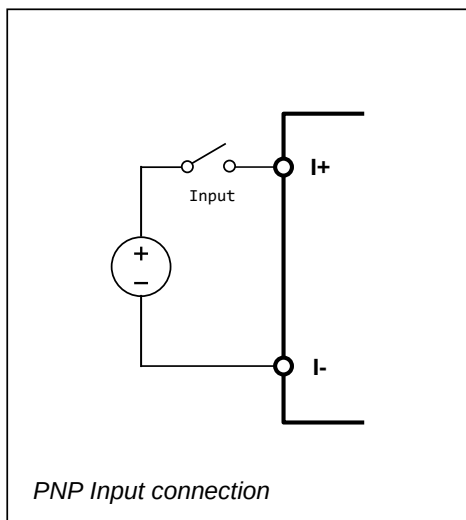 I+
Input
+
−
I-
PNP Input connection